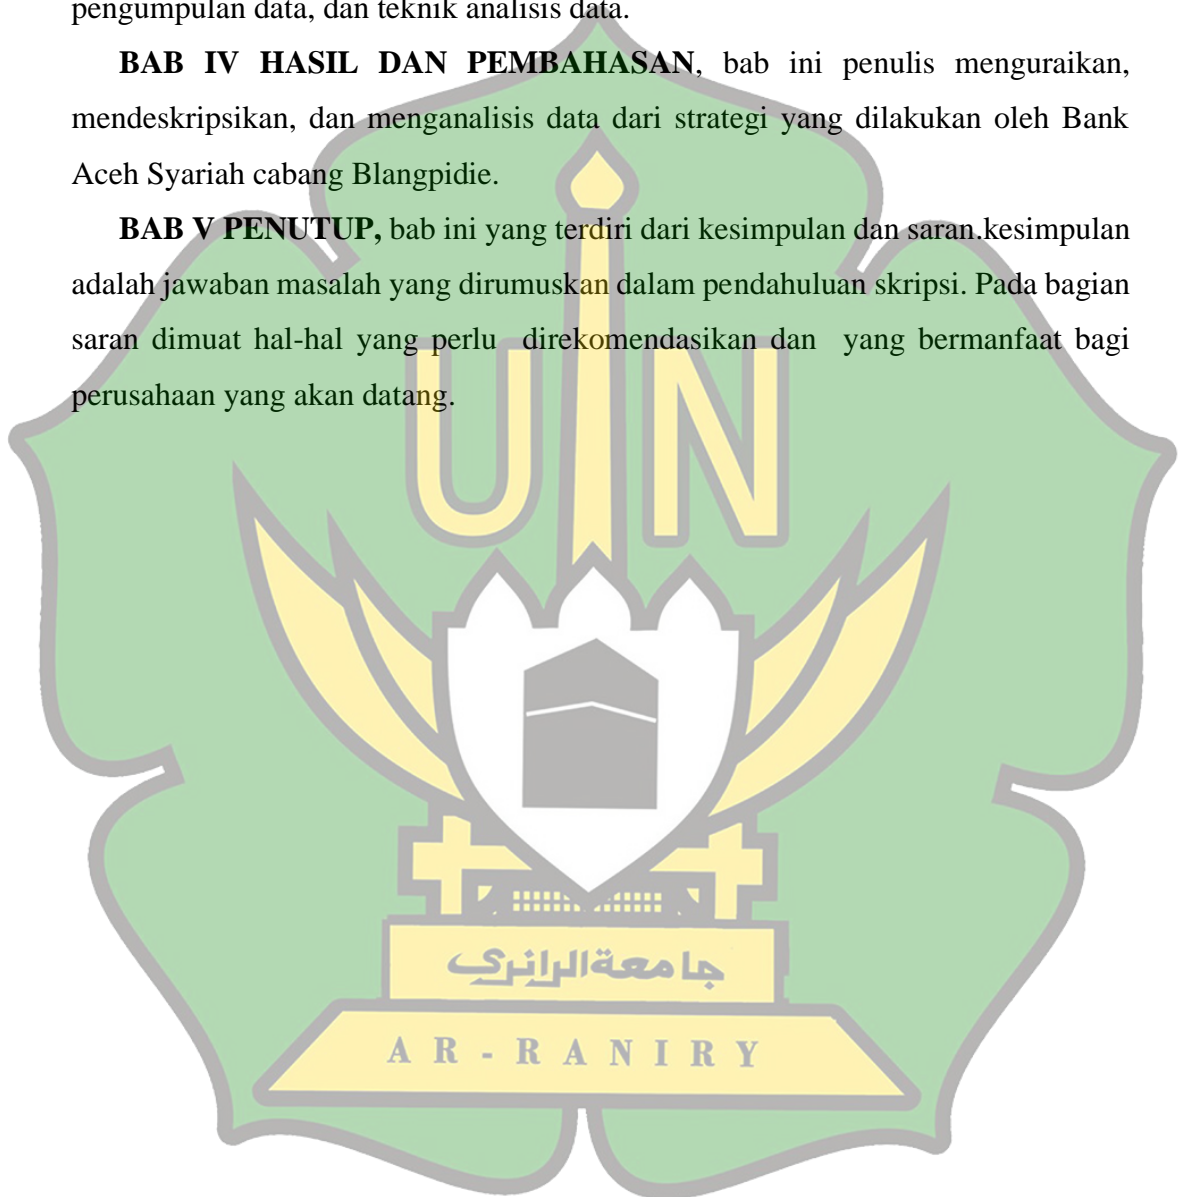 pengumpulan data, dan teknik analisis data.
BAB IV HASIL DAN PEMBAHASAN, bab ini penulis menguraikan,
mendeskripsikan, dan menganalisis data dari strategi yang dilakukan oleh Bank
Aceh Syariah cabang Blangpidie.
BAB V PENUTUP, bab ini yang terdiri dari kesimpulan dan saran.kesimpulan
adalah jawaban masalah yang dirumuskan dalam pendahuluan skripsi. Pada bagian
saran dimuat hal-hal yang perlu direkomendasikan dan yang bermanfaat bagi
perusahaan yang akan datang.
UIN
جامعة الرانري
AR-RANIRY